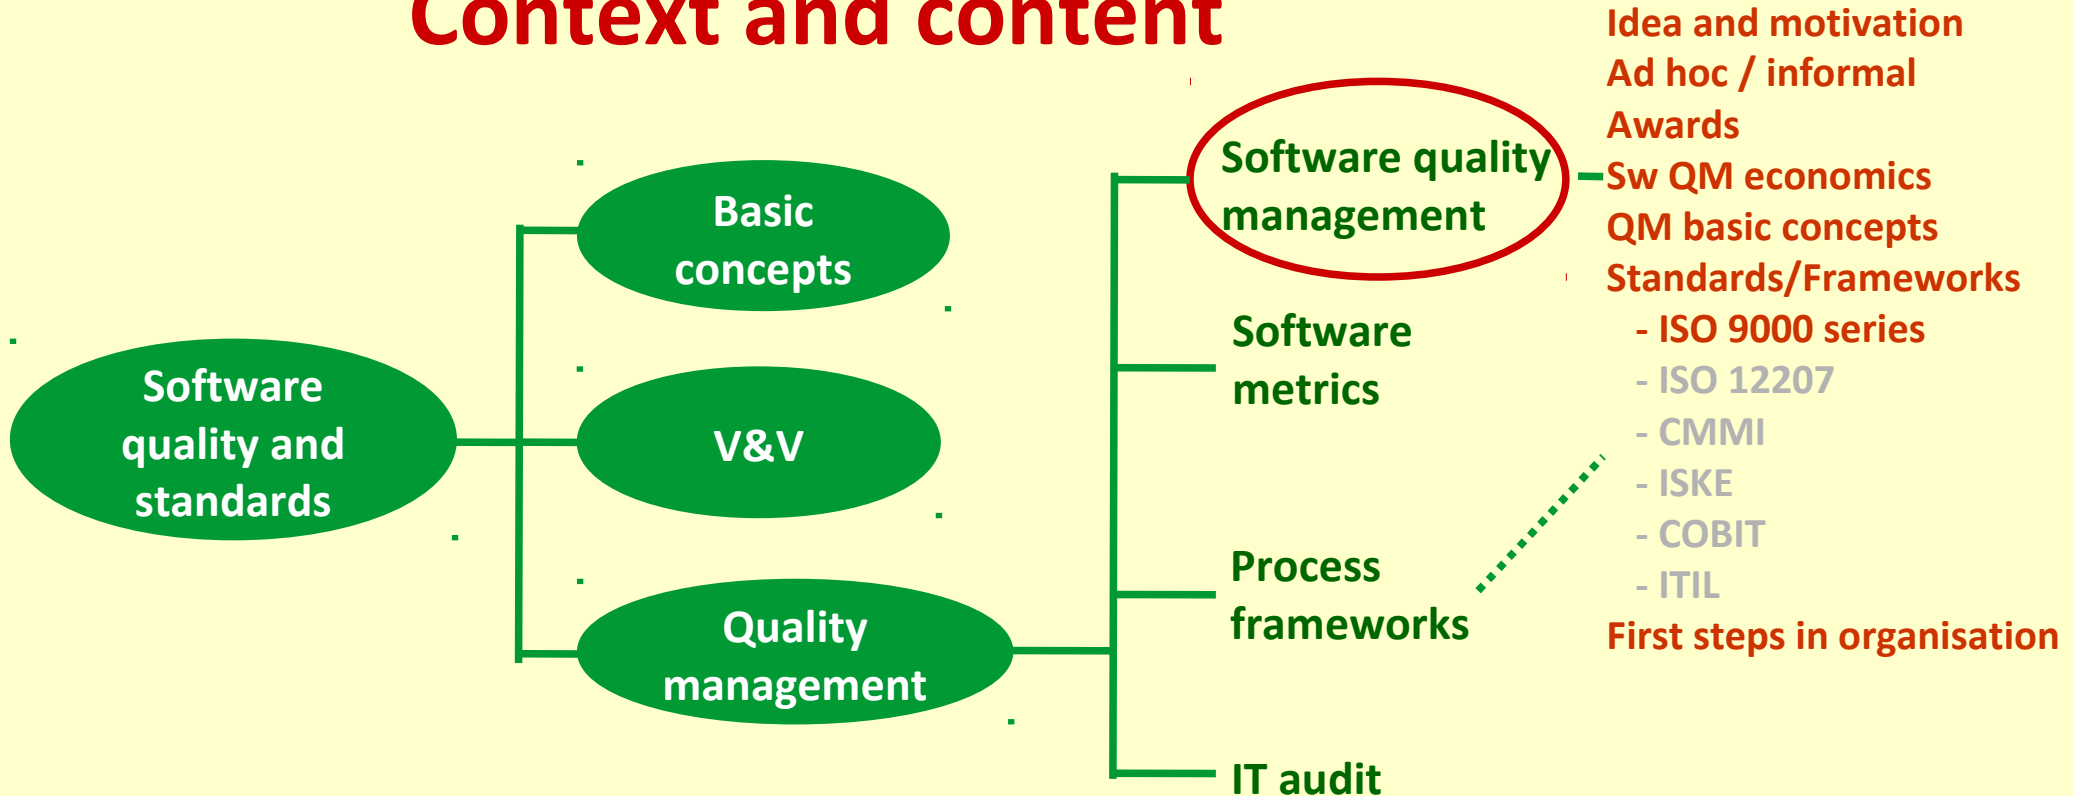 Context and content
Software
quality and
standards
Basic
concepts
V&V
Quality
management
Software quality
management
Software
metrics
Process
frameworks
IT audit
Idea and motivation
Ad hoc / informal
Awards
Sw QM economics
QM basic concepts
Standards/Frameworks
- ISO 9000 series
- ISO 12207
- CMMI
- ISKE
- COBIT
- ITIL
First steps in organisation